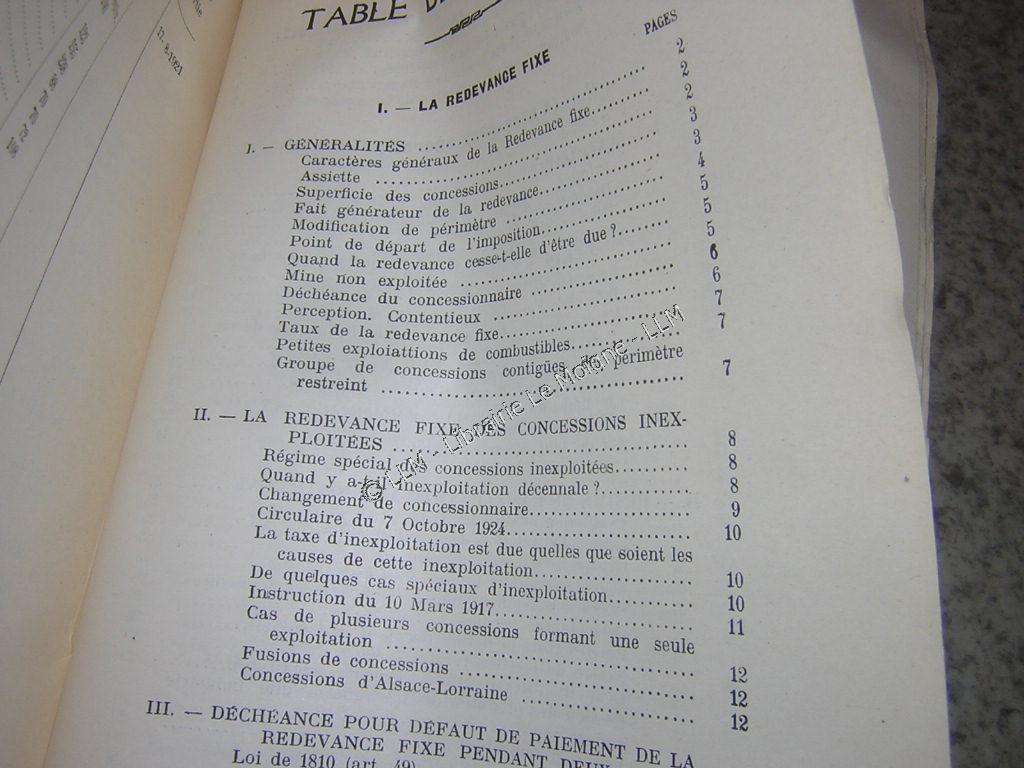 TABLE
PAGES
I. — LA REDEVANCE FIXE
I. — GÉNÉRALITÉS ........ 2
Caractères généraux de la Redevance fixe........ 2
Assiette ........ 2
Superficie des concessions........ 3
Fait générateur de la redevance........ 3
Modification de périmètre ........ 4
Point de départ de l'imposition........ 5
Quand la redevance cesse-t-elle d'être due ?........ 5
Mine non exploitée ........ 5
Déchéance du concessionnaire ........ 6
Perception. Contentieux ........ 6
Taux de la redevance fixe........ 7
Petites exploiattions de combustibles........ 7
Groupe de concessions contiguës de périmètre
restreint ........ 7
II. — LA REDEVANCE FIXE DES CONCESSIONS INEX-
PLOITÉES ........ 8
Régime spécial des concessions inexploitées........ 8
Quand y a-t-il inexploitation décennale ?........ 8
Changement de concessionnaire........ 9
Circulaire du 7 Octobre 1924........ 10
La taxe d'inexploitation est due quelles que soient les
causes de cette inexploitation........ 10
De quelques cas spéciaux d'inexploitation........ 10
Instruction du 10 Mars 1917........ 11
Cas de plusieurs concessions formant une seule
exploitation ........ 12
Fusions de concessions ........ 12
Concessions d'Alsace-Lorraine ........ 12
III. — DÉCHÉANCE POUR DÉFAUT DE PAIEMENT DE LA
REDEVANCE FIXE PENDANT DEUX
Loi de 1810 (art. 49)
17-8-1921
© LLM - Librairie Le Moigne - LLM